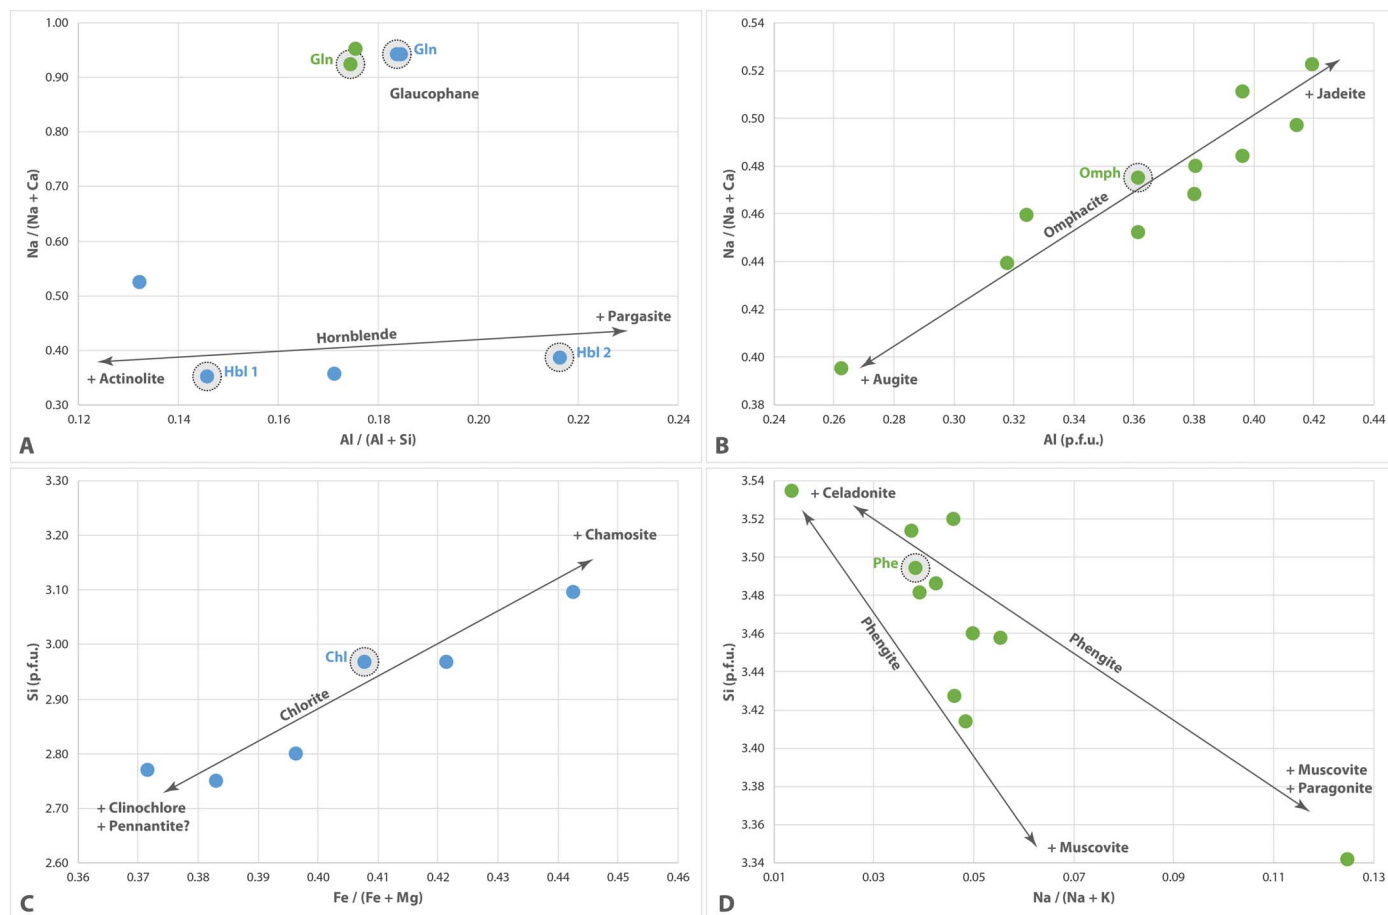 1.00
0.90
0.80
0.70
0.60
0.50
0.40
0.30
Na / (Na + Ca)
Gln
Gln
Glaucophane
+ Pargasite
Hornblende
Hbl 2
Hbl 1
+ Actinolite
0.12 0.14 0.16 0.18 0.20 0.22 0.24
Al / (Al + Si)
A
0.54
0.52
0.50
0.48
0.46
0.44
0.42
0.40
0.38
Na / (Na + Ca)
+ Jadeite
Omph
Omphacite
+ Augite
0.24 0.26 0.28 0.30 0.32 0.34 0.36 0.38 0.40 0.42 0.44
Al (p.f.u.)
B
3.30
3.20
3.10
3.00
2.90
2.80
2.70
2.60
Si (p.f.u.)
+ Chamosite
Chl
Chlorite
+ Clinochlore
+ Pennantite?
0.36 0.37 0.38 0.39 0.40 0.41 0.42 0.43 0.44 0.45 0.46
Fe / (Fe + Mg)
C
3.54
3.52
3.50
3.48
3.46
3.44
3.42
3.40
3.38
3.36
3.34
Si (p.f.u.)
+ Celadonite
Phe
Phengite
Phengite
+ Muscovite
+ Paragonite
+ Muscovite
0.01 0.03 0.05 0.07 0.09 0.11 0.13
Na / (Na + K)
D